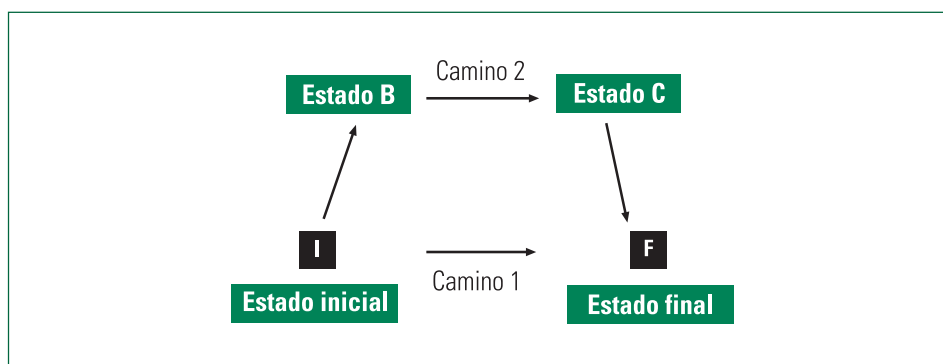 Camino 2
Estado B
Estado C
I
F
Camino 1
Estado inicial
Estado final